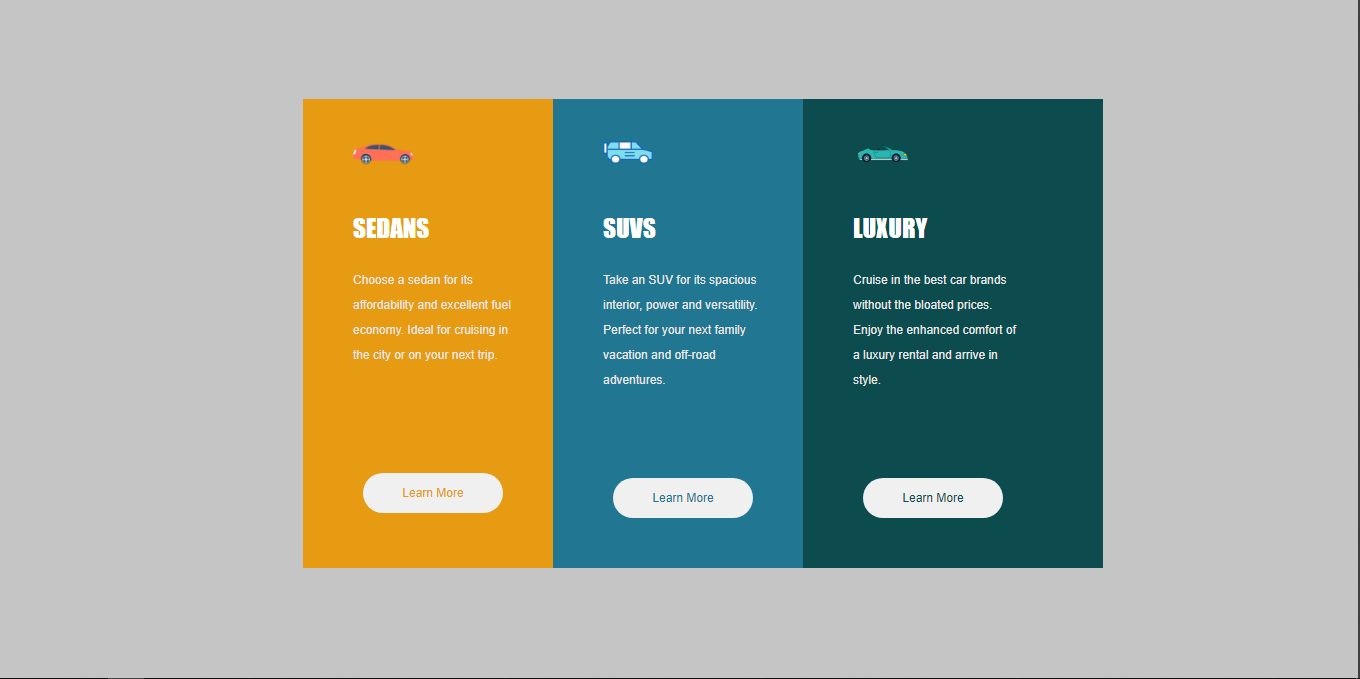 SEDANS
Choose a sedan for its
affordability and excellent fuel
economy. Ideal for cruising in
the city or on your next trip.
Learn More
SUVS
Take an SUV for its spacious
interior, power and versatility.
Perfect for your next family
vacation and off-road
adventures.
Learn More
LUXURY
Cruise in the best car brands
without the bloated prices.
Enjoy the enhanced comfort of
a luxury rental and arrive in
style.
Learn More